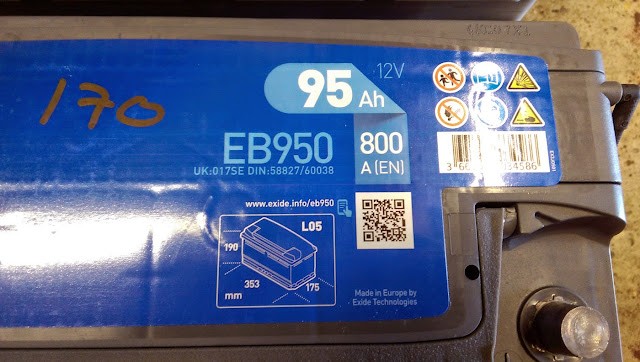 170
95 Ah
12V
EB950
800
A (EN)
UK:017SE DIN:58827/60038
www.exide.info/eb950
L05
190
353
175
mm
Made in Europe by
Exide Technologies